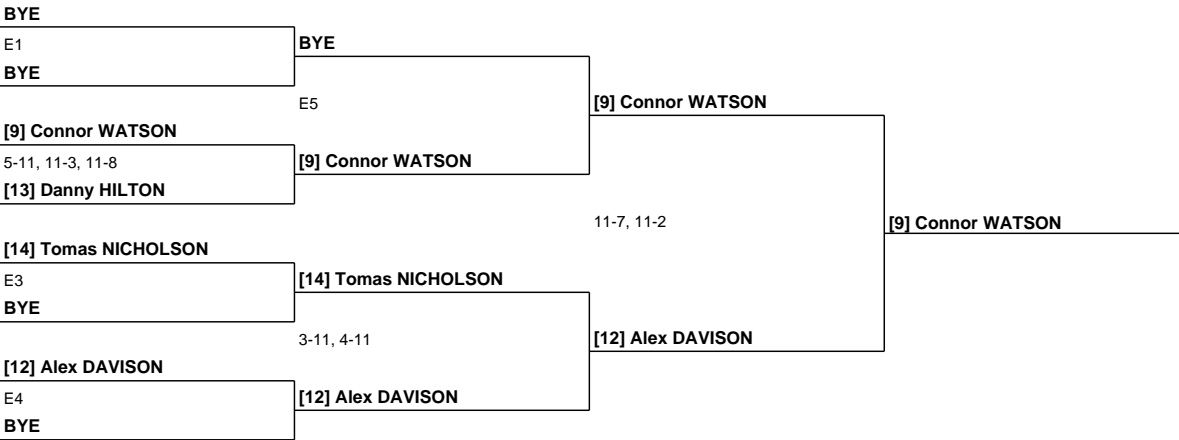 BYE
E1
BYE
BYE
E5
[9] Connor WATSON
[9] Connor WATSON
5-11, 11-3, 11-8
[9] Connor WATSON
[13] Danny HILTON
11-7, 11-2
[9] Connor WATSON
[14] Tomas NICHOLSON
E3
[14] Tomas NICHOLSON
BYE
3-11, 4-11
[12] Alex DAVISON
[12] Alex DAVISON
E4
[12] Alex DAVISON
BYE